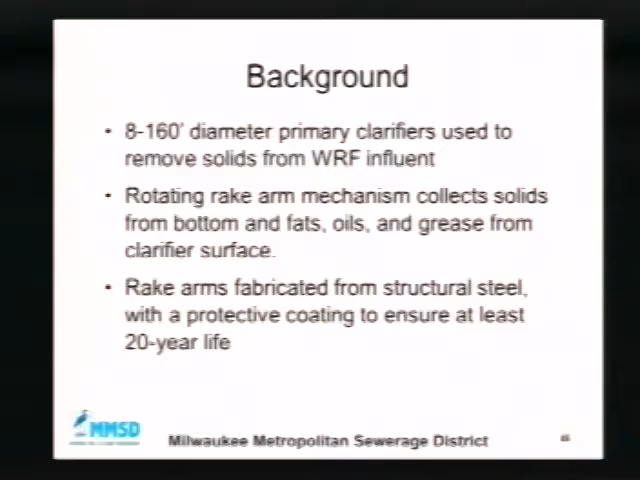 Background
• 8-160' diameter primary clarifiers used to
remove solids from WRF influent
• Rotating rake arm mechanism collects solids
from bottom and fats, oils, and grease from
clarifier surface.
• Rake arms fabricated from structural steel,
with a protective coating to ensure at least
20-year life
MMSD
Milwaukee Metropolitan Sewerage District